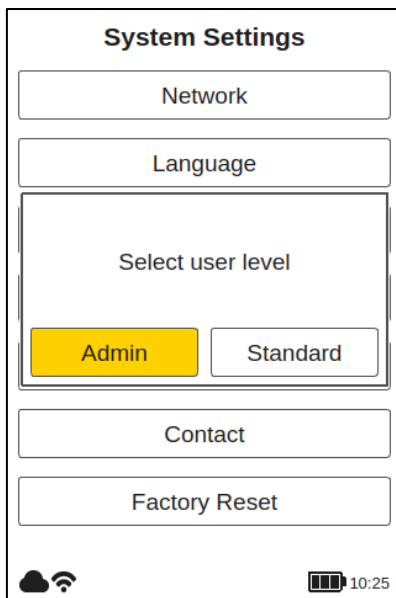 System Settings
Network
Language
Select user level
Admin Standard
Contact
Factory Reset
10:25